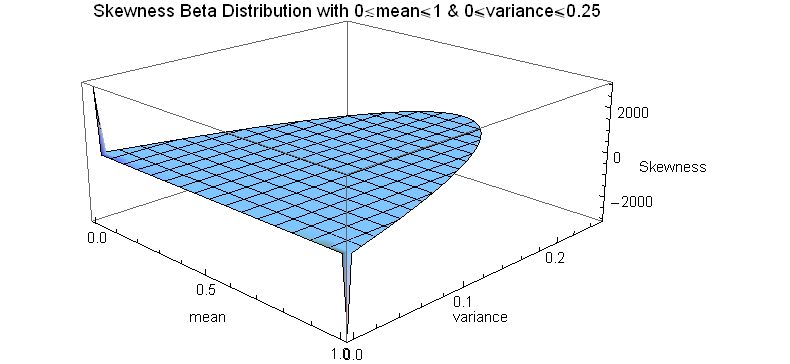 Skewness Beta Distribution with 0≤mean≤1 & 0≤variance≤0.25
2000
0
Skewness
−2000
0.0
0.5
mean
1.0
0.0
0.1
variance
0.2